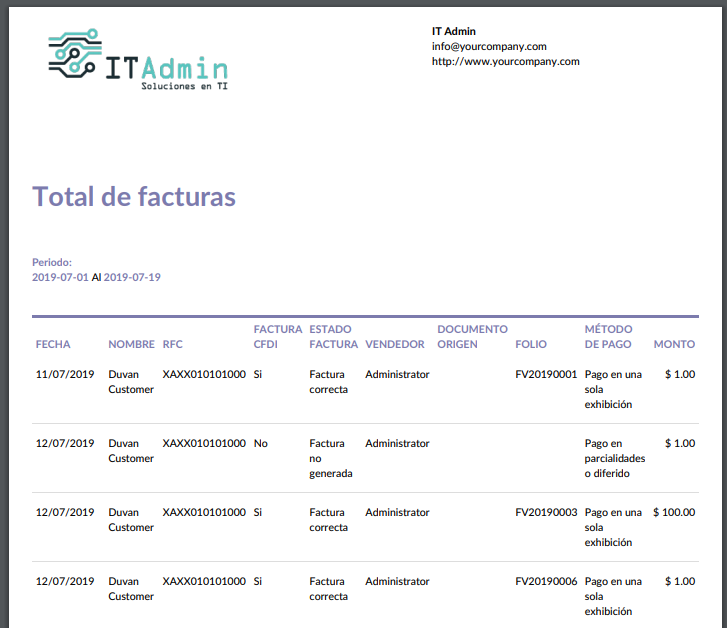 ITAdmin
Soluciones en TI
IT Admin
info@yourcompany.com
http://www.yourcompany.com
Total de facturas
Periodo:
2019-07-01 Al 2019-07-19
FECHA NOMBRE RFC FACTURA CFDI ESTADO FACTURA VENDEDOR DOCUMENTO ORIGEN FOLIO MÉTODO DE PAGO MONTO
11/07/2019 Duvan Customer XAXX010101000 Si Factura correcta Administrator FV20190001 Pago en una sola exhibición $ 1.00
12/07/2019 Duvan Customer XAXX010101000 No Factura no generada Administrator Pago en parcialidades o diferido $ 1.00
12/07/2019 Duvan Customer XAXX010101000 Si Factura correcta Administrator FV20190003 Pago en una sola exhibición $ 100.00
12/07/2019 Duvan Customer XAXX010101000 Si Factura correcta Administrator FV20190006 Pago en una sola exhibición $ 1.00